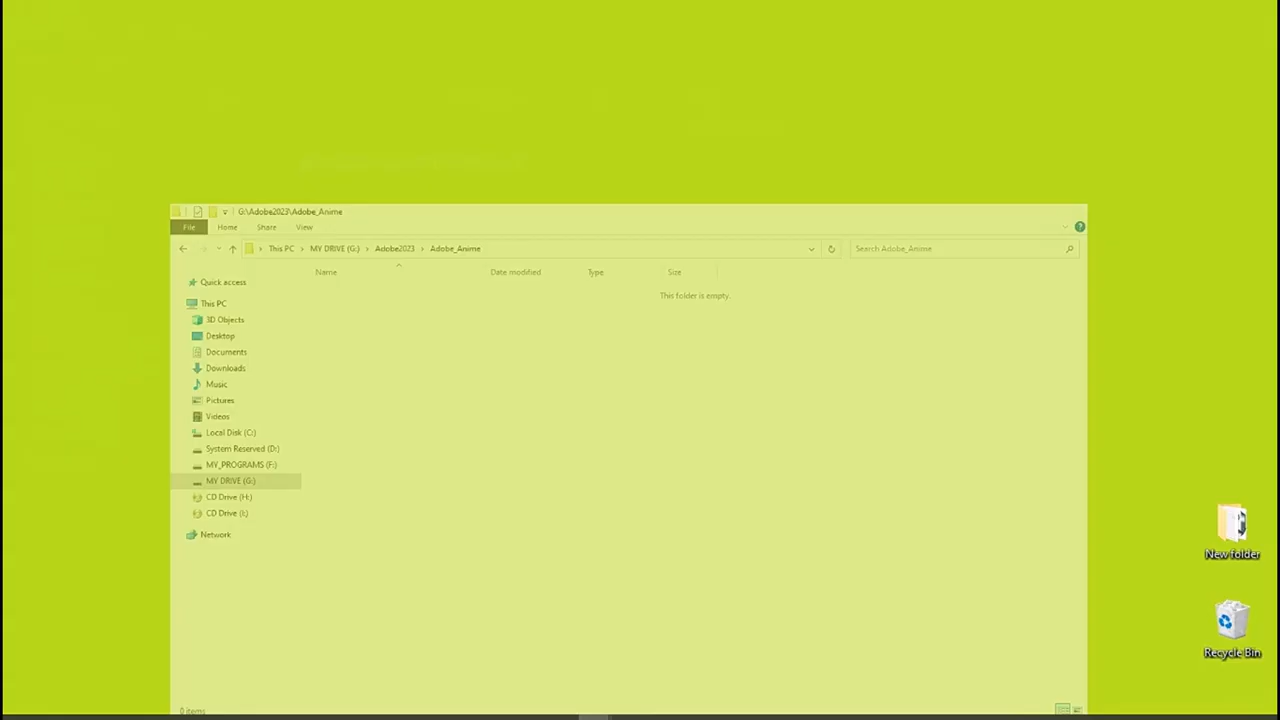 G:\Adobe2023\Adobe_Anime
File Home Share View
This PC > MY DRIVE (G:) > Adobe2023 > Adobe_Anime
Search Adobe_Anime
Name Date modified Type Size
This folder is empty.
Quick access
This PC
3D Objects
Desktop
Documents
Downloads
Music
Pictures
Videos
Local Disk (C:)
System Reserved (D:)
MY_PROGRAMS (F:)
MY DRIVE (G:)
CD Drive (H:)
CD Drive (I:)
Network
0 items
New folder
Recycle Bin